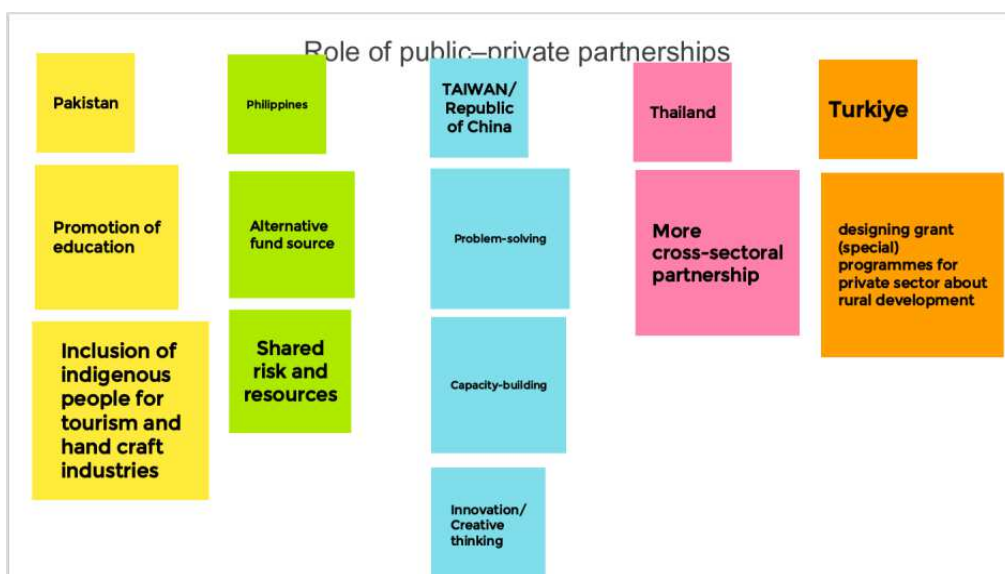 Role of public–private partnerships
Pakistan
Promotion of
education
Inclusion of
indigenous
people for
tourism and
hand craft
industries
Philippines
Alternative
fund source
Shared
risk and
resources
TAIWAN/
Republic
of China
Problem-solving
Capacity-building
Innovation/
Creative
thinking
Thailand
More
cross-sectoral
partnership
Turkiye
designing grant
(special)
programmes for
private sector about
rural development